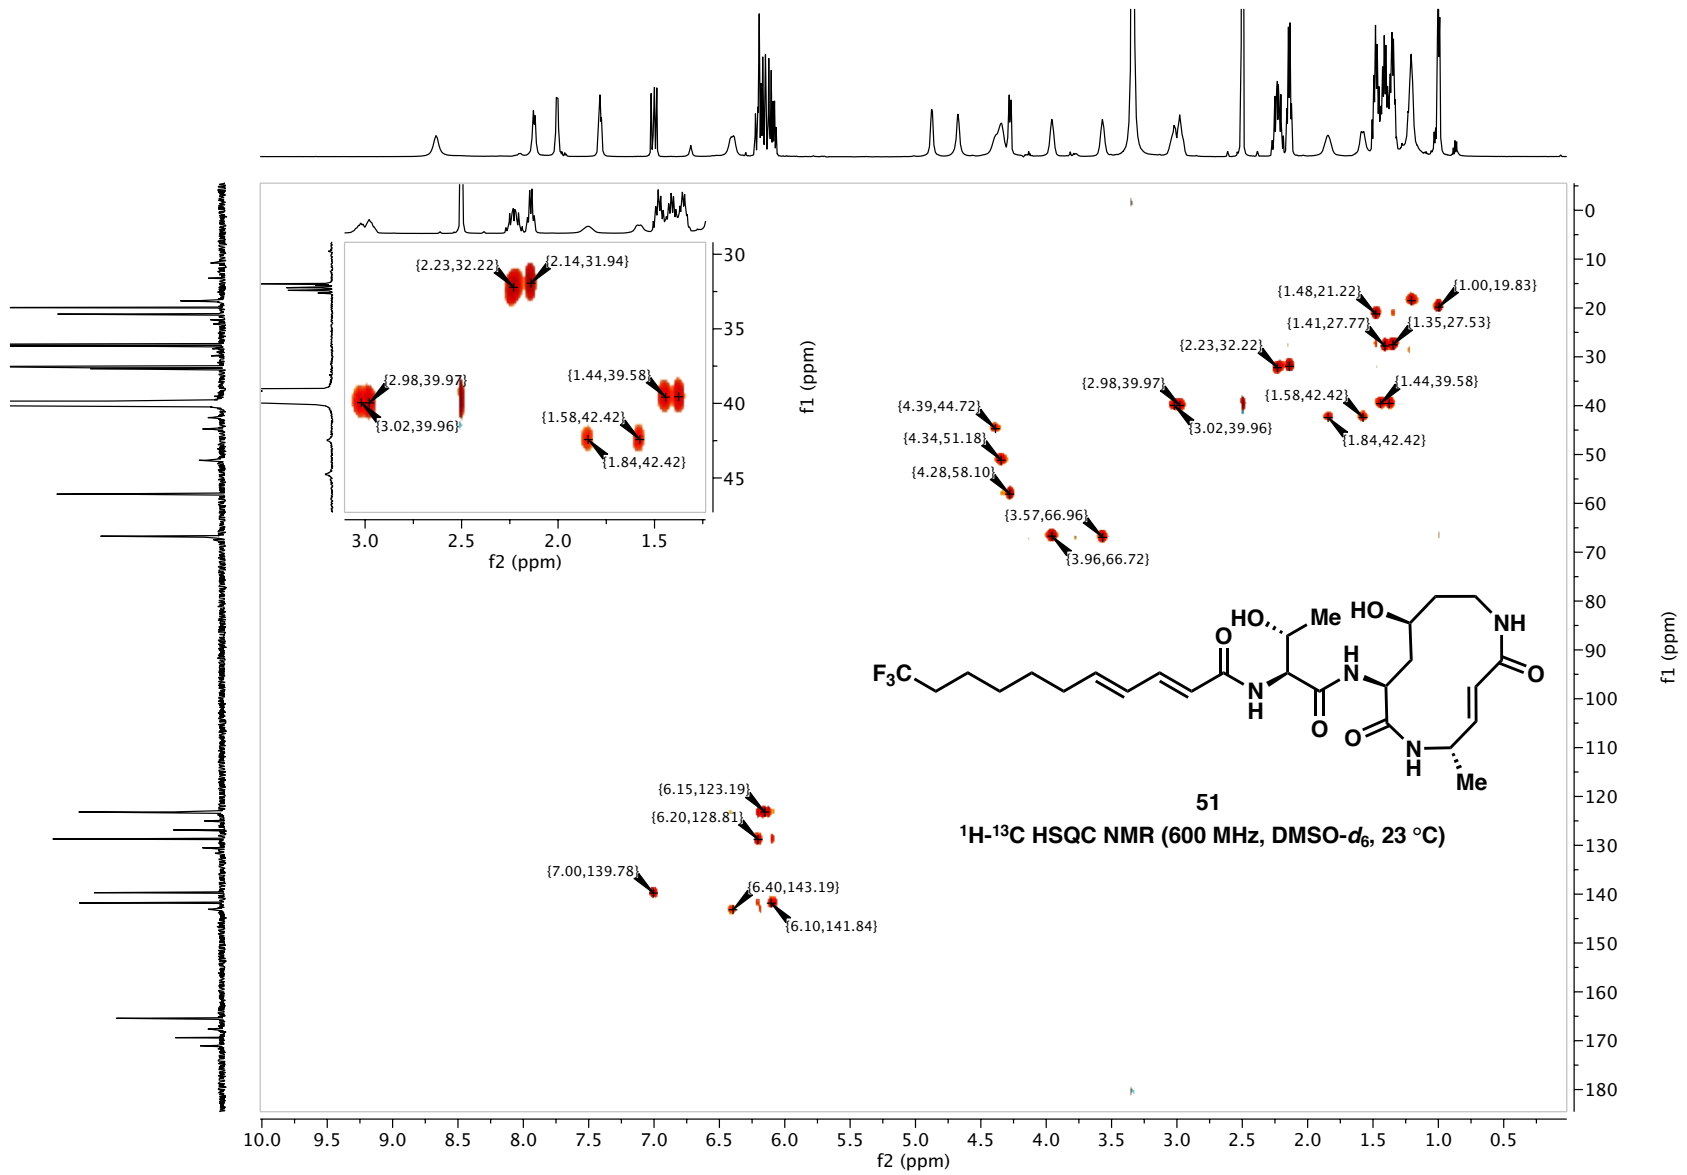 {2.23,32.22}
{2.14,31.94}
{2.98,39.97}
{3.02,39.96}
{1.44,39.58}
{1.58,42.42}
{1.84,42.42}
30
35
40
45
f1 (ppm)
3.0 2.5 2.0 1.5
f2 (ppm)
{1.48,21.22}
{1.00,19.83}
{1.41,27.77}
{1.35,27.53}
{2.23,32.22}
{2.98,39.97}
{1.44,39.58}
{1.58,42.42}
{3.02,39.96}
{1.84,42.42}
{4.39,44.72}
{4.34,51.18}
{4.28,58.10}
{3.57,66.96}
{3.96,66.72}
{6.15,123.19}
{6.20,128.81}
{7.00,139.78}
{6.40,143.19}
{6.10,141.84}
F3C
O
N
H
HO
Me
O
H
N
HO
NH
O
O
N
H
Me
51
1H-13C HSQC NMR (600 MHz, DMSO-d6, 23 °C)
0
10
20
30
40
50
60
70
80
90
100
110
120
130
140
150
160
170
180
f1 (ppm)
10.0 9.5 9.0 8.5 8.0 7.5 7.0 6.5 6.0 5.5 5.0 4.5 4.0 3.5 3.0 2.5 2.0 1.5 1.0 0.5
f2 (ppm)